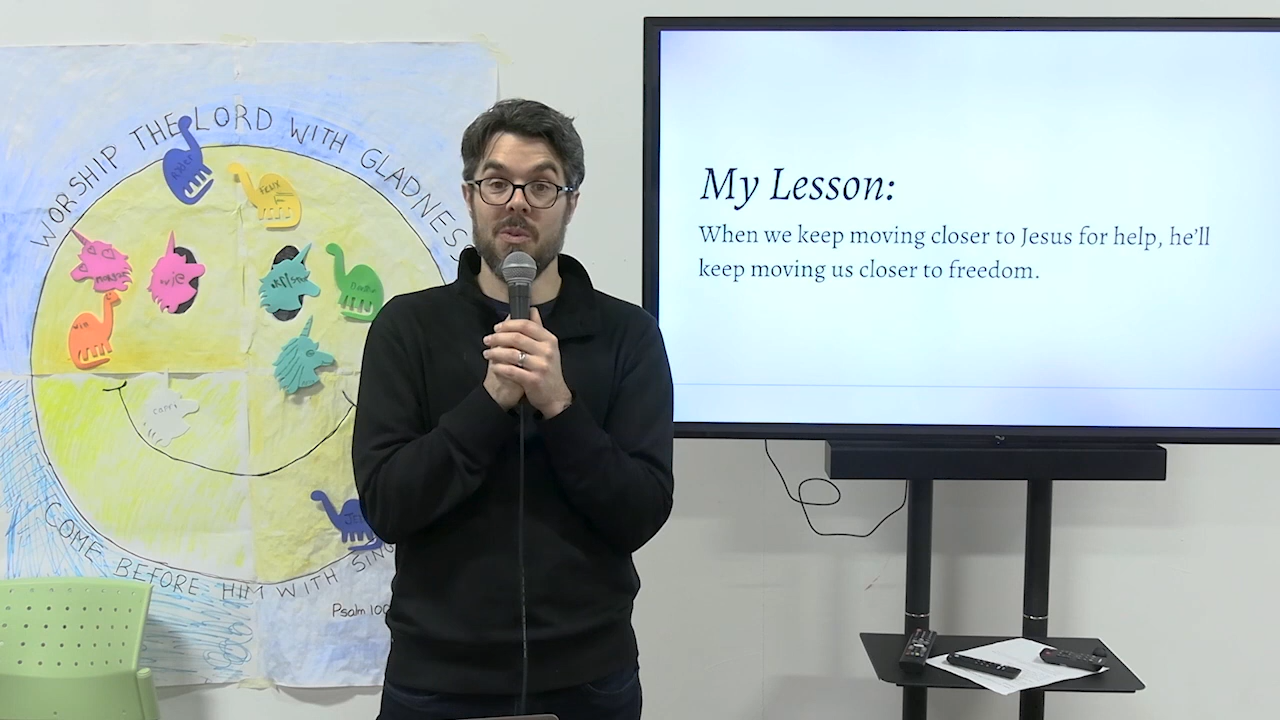 WORSHIP THE LORD WITH GLADNESS
FELIX
COME BEFORE HIM WITH
Psalm 100
My Lesson:
When we keep moving closer to Jesus for help, he'll
keep moving us closer to freedom.